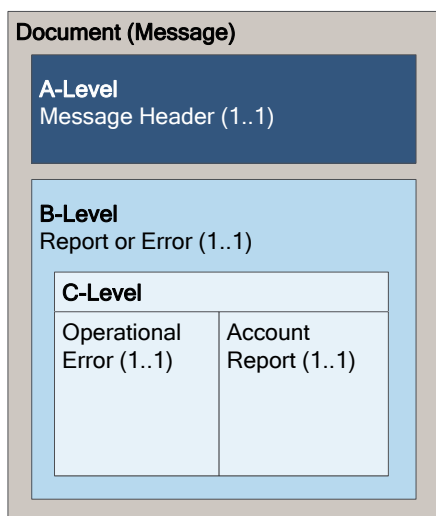 Document (Message)
A-Level
Message Header (1..1)
B-Level
Report or Error (1..1)
C-Level
Operational
Error (1..1)
Account
Report (1..1)